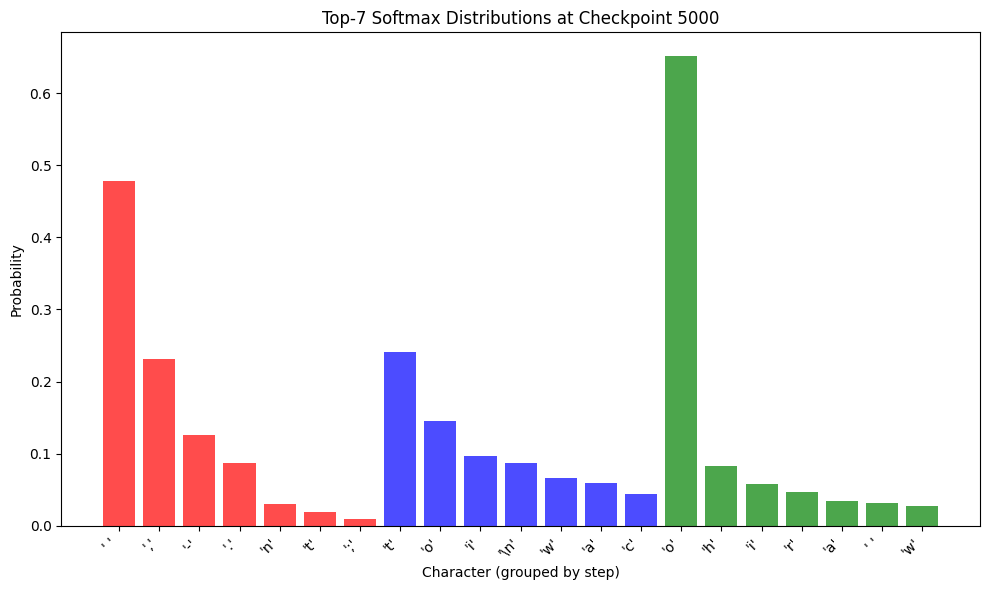 Top-7 Softmax Distributions at Checkpoint 5000
Probability
0.6
0.5
0.4
0.3
0.2
0.1
0.0
' ' ',' '-' '.' 'n' 't' ';' 't' 'o' 'i' '\n' 'w' 'a' 'c' 'o' 'h' 'i' 'r' 'a' ' ' 'w'
Character (grouped by step)